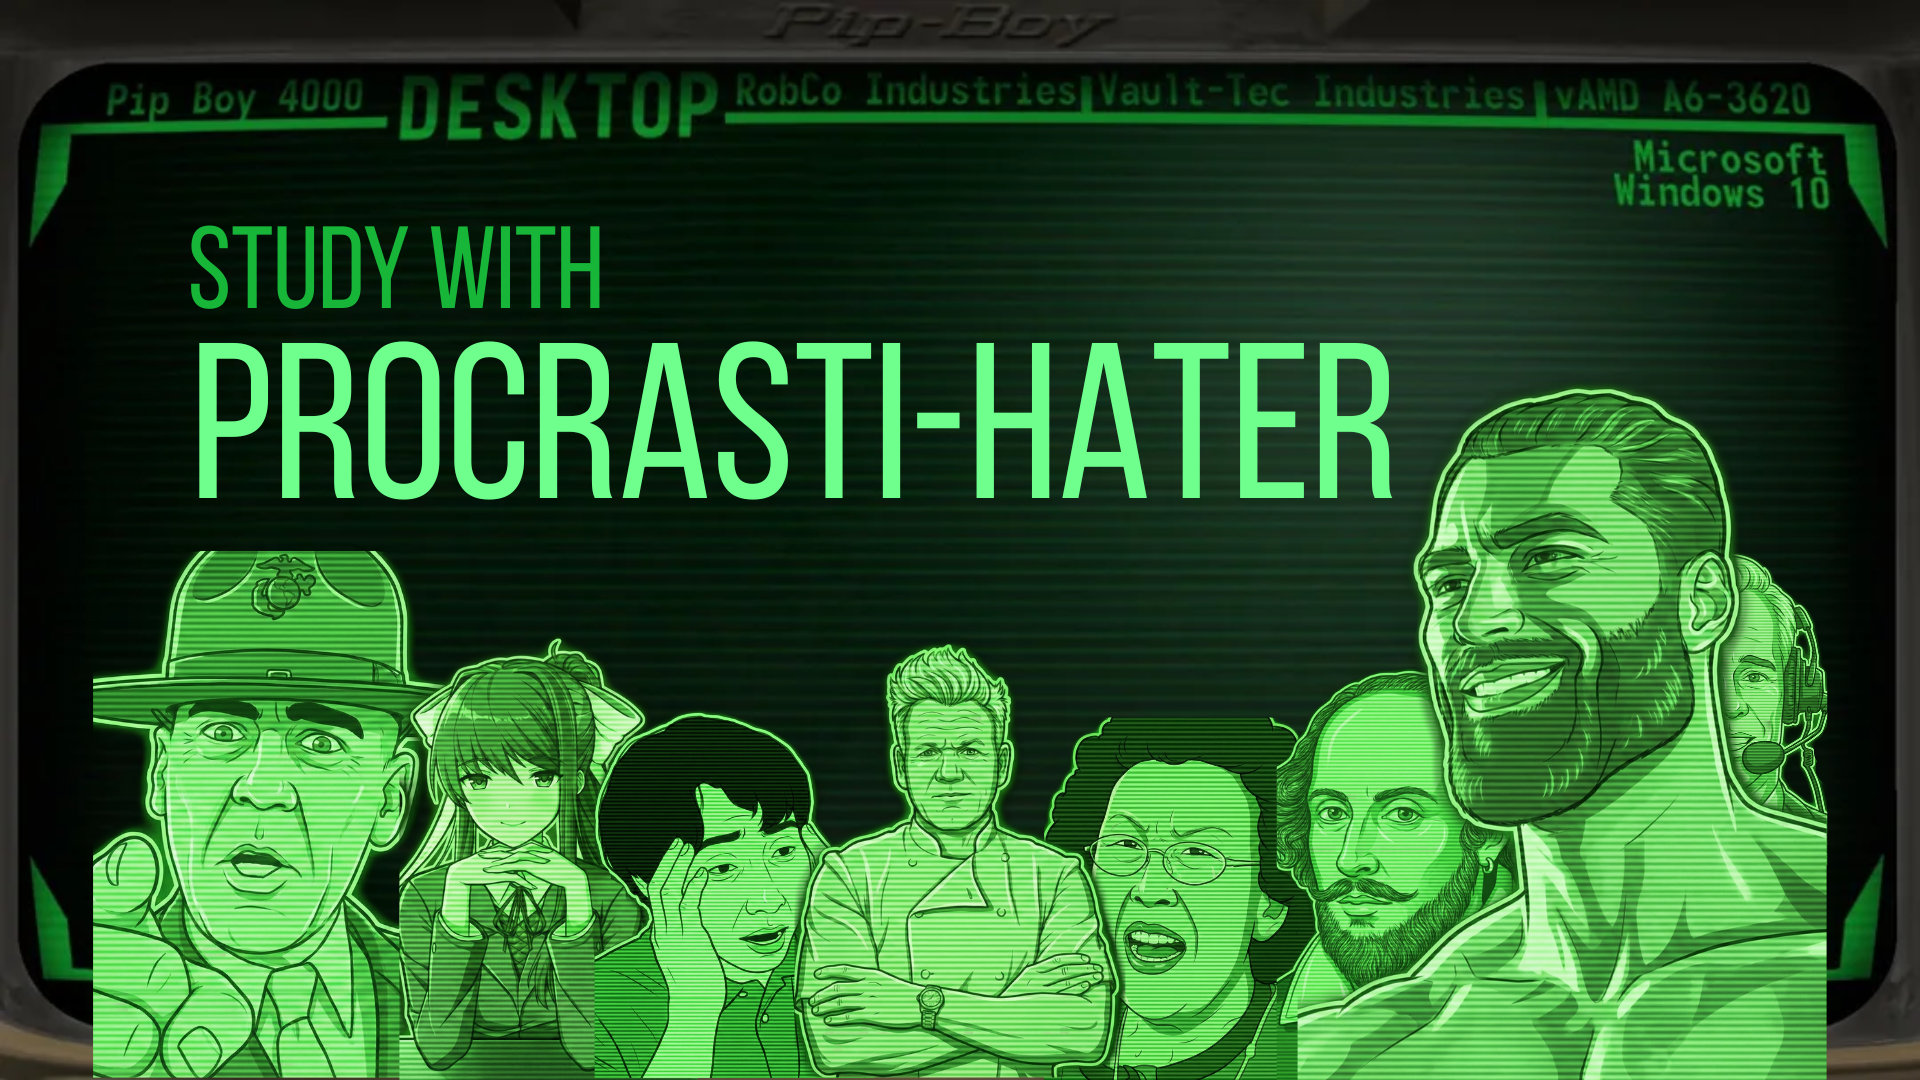 Pip-Boy
Pip Boy 4000 DESKTOP RobCo Industries Vault-Tec Industries vAMD A6-3620
Microsoft
Windows 10
STUDY WITH
PROCRASTI-HATER